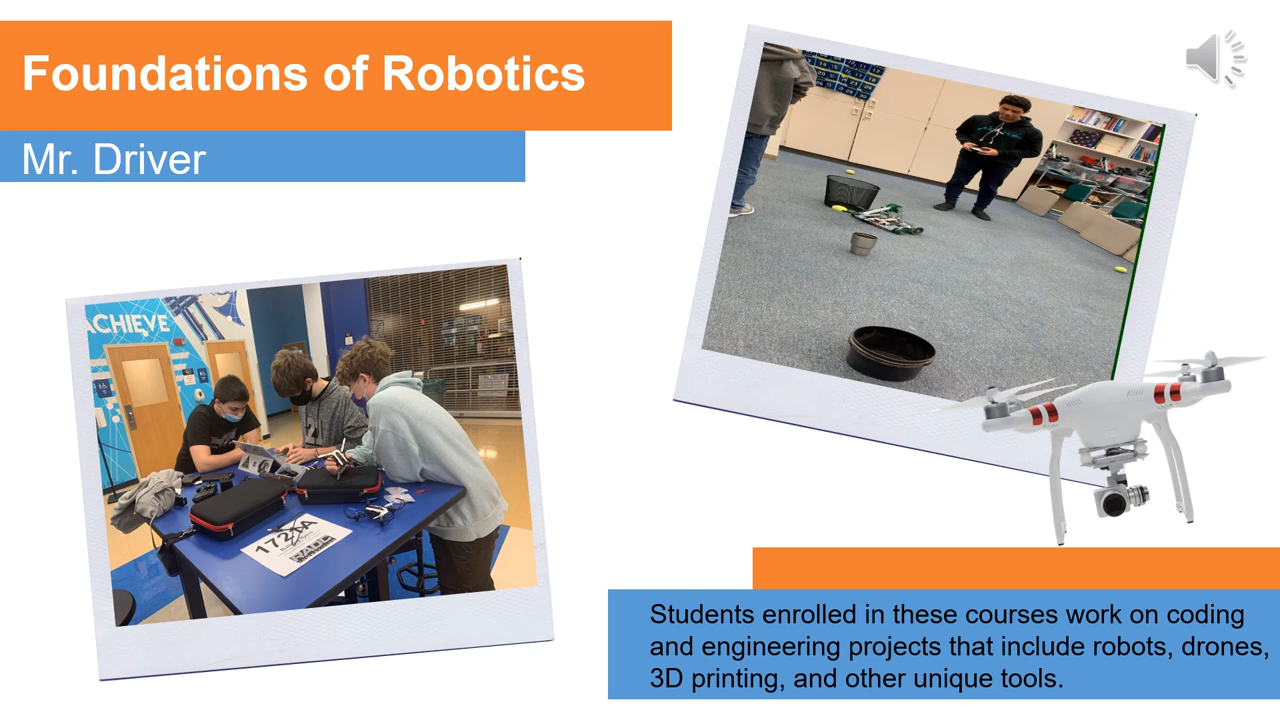 Foundations of Robotics
Mr. Driver
ACHIEVE
Students enrolled in these courses work on coding
and engineering projects that include robots, drones,
3D printing, and other unique tools.